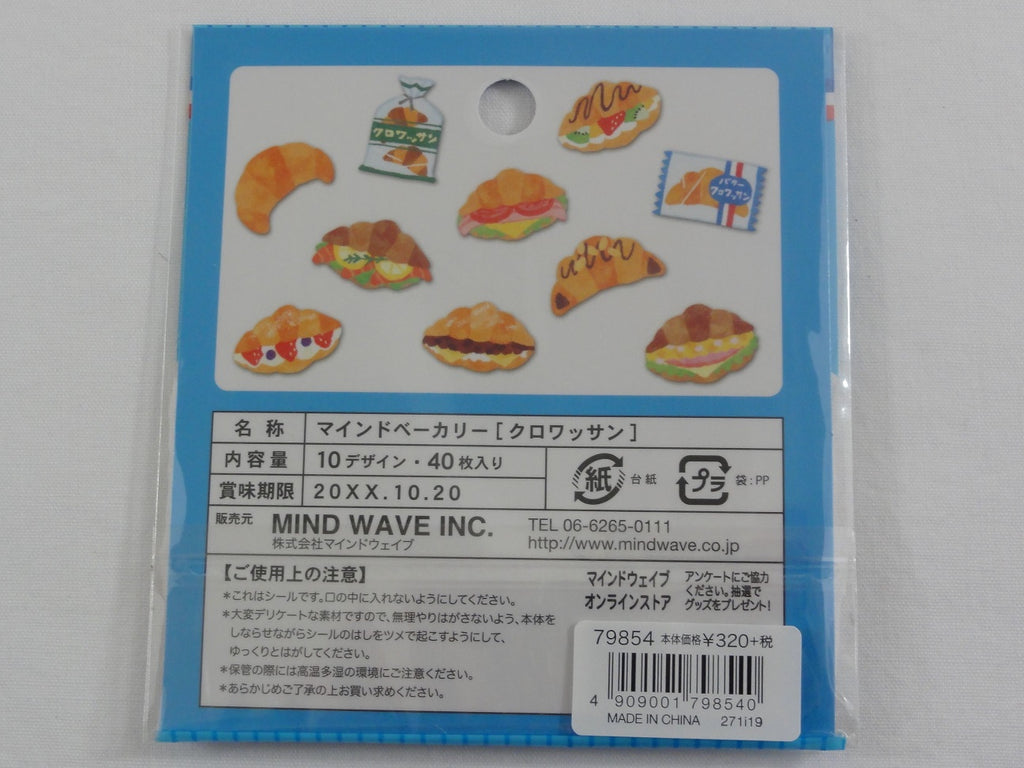 クロワッサン
バター
クロワッサン
名称 マインドベーカリー[クロワッサン]
内容量 10デザイン・40枚入り
賞味期限 20XX.10.20
紙 台紙 プラ 袋:PP
販売元 MIND WAVE INC.
株式会社マインドウェイブ
TEL 06-6265-0111
http://www.mindwave.co.jp
【ご使用上の注意】
*これはシールです。口の中に入れないようにしてください。
*大変デリケートな素材ですので、無理やりはがさないよう、本体を
しならせながらシールのはしをツメで起こすようにして、
ゆっくりとはがしてください。
*保管の際には高温多湿の環境にご注意ください。
*あらかじめご了承の上お買い求めください。
マインドウェイブ
オンラインストア
アンケートにご協力
ください。抽選で
グッズをプレゼント!
79854 本体価格¥320+税
4 909001 798540
MADE IN CHINA 271i19